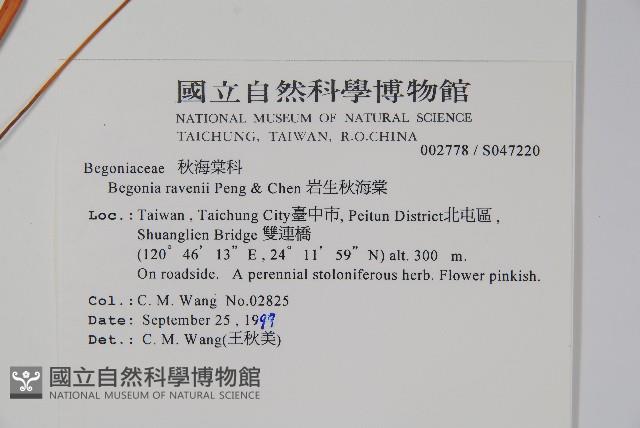 國立自然科學博物館
NATIONAL MUSEUM OF NATURAL SCIENCE
TAICHUNG, TAIWAN, R.O.CHINA
002778 / S047220
Begoniaceae 秋海棠科
Begonia ravenii Peng & Chen 岩生秋海棠
Loc.: Taiwan, Taichung City臺中市, Peitun District北屯區,
Shuanglien Bridge 雙連橋
(120° 46' 13" E, 24° 11' 59" N) alt. 300 m.
On roadside. A perennial stoloniferous herb. Flower pinkish.
Col.: C. M. Wang No.02825
Date: September 25, 1997
Det.: C. M. Wang(王秋美)
國立自然科學博物館
NATIONAL MUSEUM OF NATURAL SCIENCE